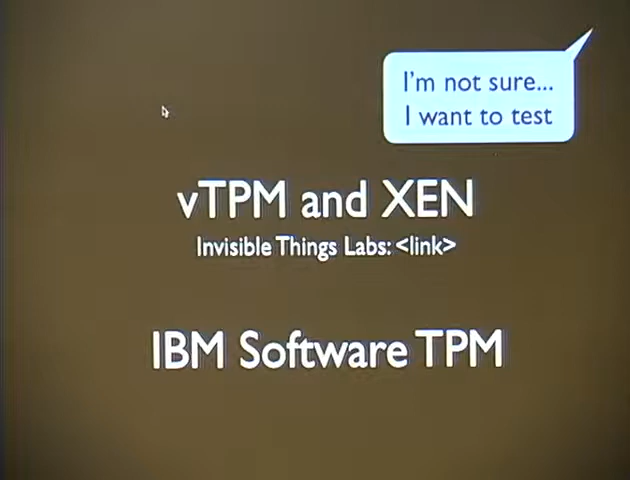 I'm not sure...
I want to test
vTPM and XEN
Invisible Things Labs: <link>
IBM Software TPM